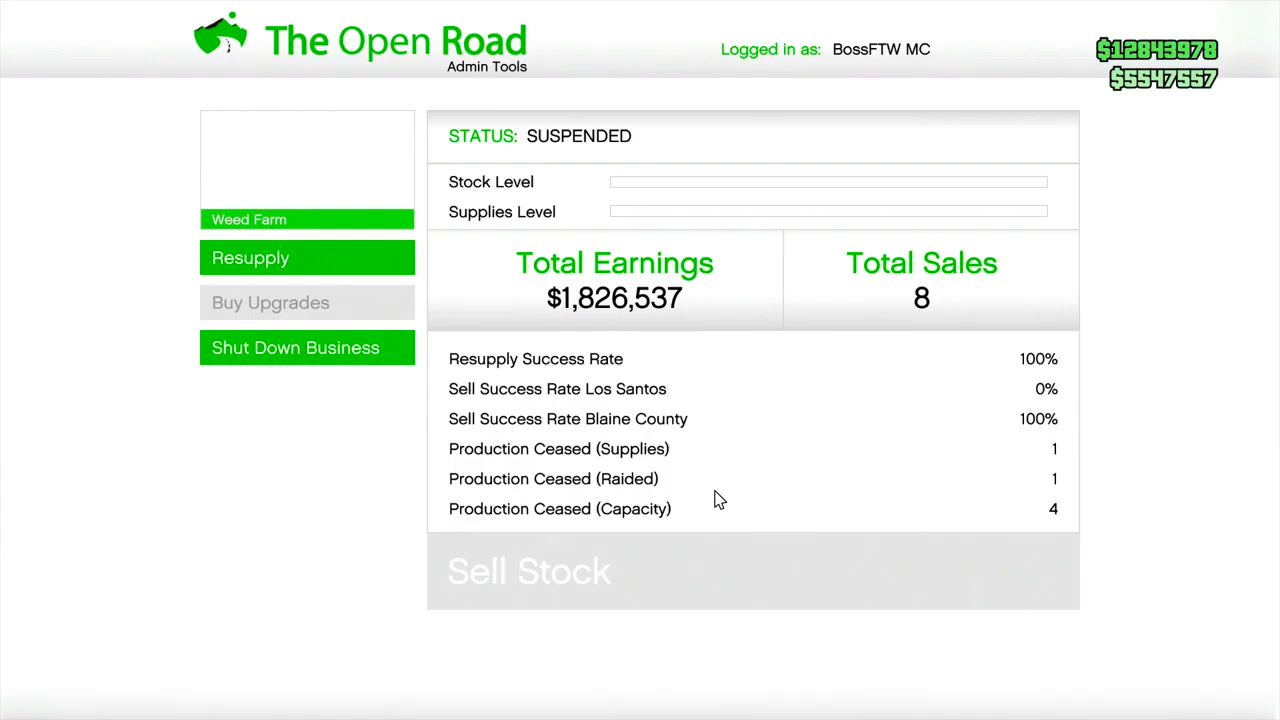 The Open Road
Admin Tools
Logged in as: BossFTW MC
$12843978
$5547557
Weed Farm
Resupply
Buy Upgrades
Shut Down Business
STATUS: SUSPENDED
Stock Level
Supplies Level
Total Earnings
$1,826,537
Total Sales
8
Resupply Success Rate 100%
Sell Success Rate Los Santos 0%
Sell Success Rate Blaine County 100%
Production Ceased (Supplies) 1
Production Ceased (Raided) 1
Production Ceased (Capacity) 4
Sell Stock